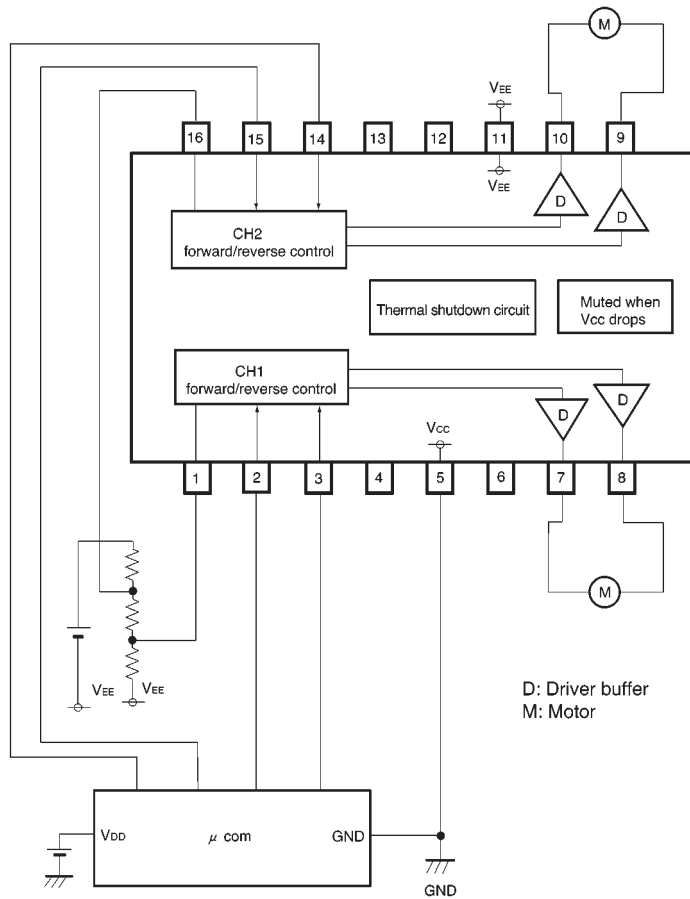 M
VEE
16 15 14 13 12 11 10 9
VEE
D
D
CH2
forward/reverse control
Thermal shutdown circuit
Muted when
Vcc drops
CH1
forward/reverse control
D
D
VCC
1 2 3 4 5 6 7 8
M
VEE VEE
D: Driver buffer
M: Motor
VDD μ com GND
GND